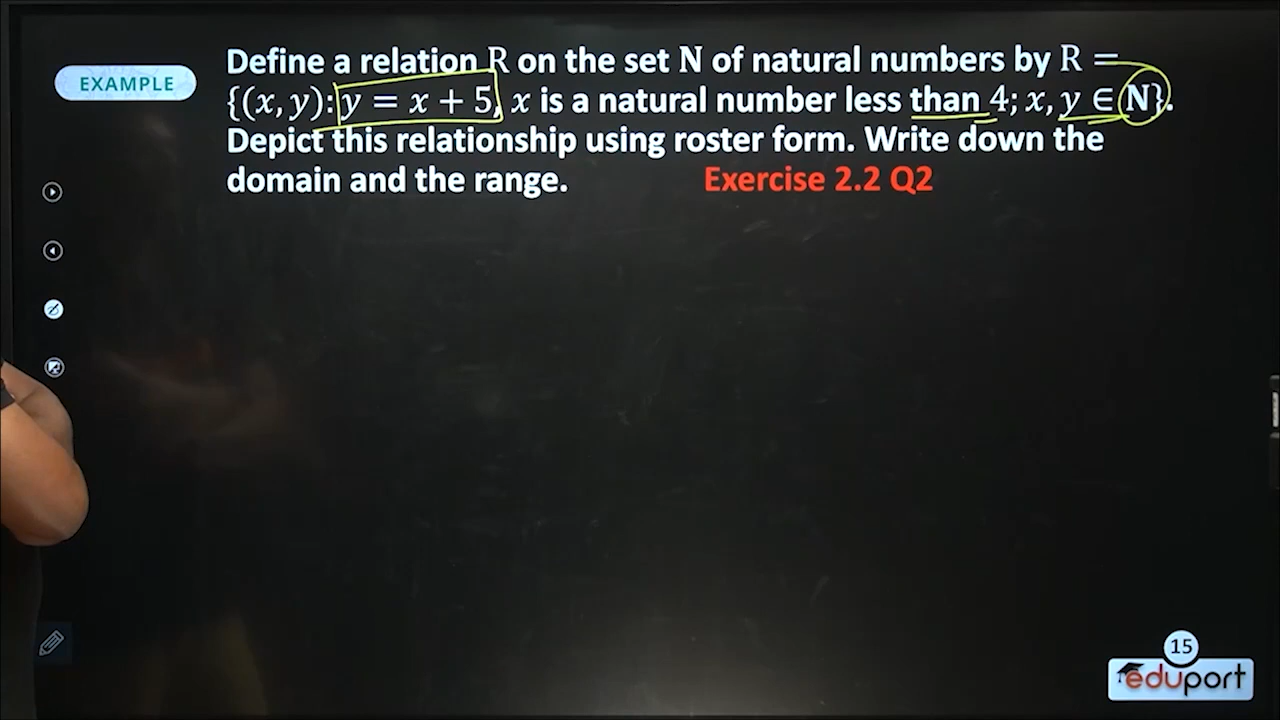 EXAMPLE
Define a relation R on the set N of natural numbers by R =
{(x, y): y = x + 5, x is a natural number less than 4; x, y ∈ N}.
Depict this relationship using roster form. Write down the
domain and the range.
Exercise 2.2 Q2
15
eduport